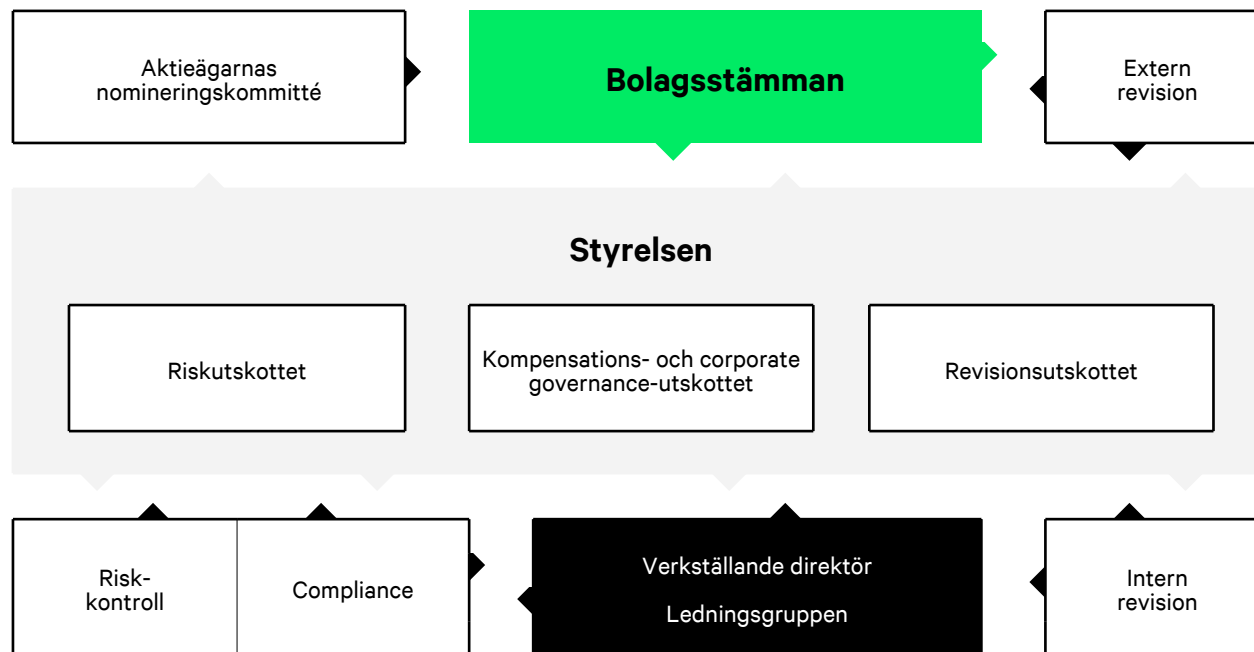 Aktieägarnas
nomineringskommitté
Bolagsstämman
Extern
revision
Styrelsen
Riskutskottet
Kompensations- och corporate
governance-utskottet
Revisionsutskottet
Risk-
kontroll
Compliance
Verkställande direktör
Ledningsgruppen
Intern
revision